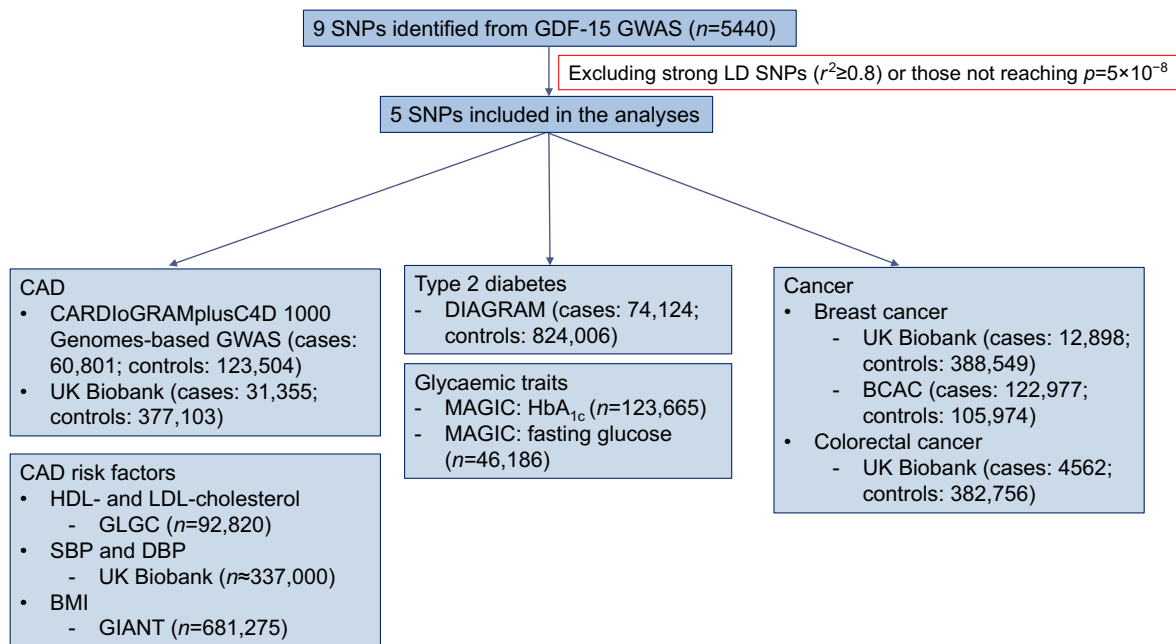 9 SNPs identified from GDF-15 GWAS (n=5440)
Excluding strong LD SNPs (r²≥0.8) or those not reaching p=5×10⁻⁸
5 SNPs included in the analyses
CAD
• CARDIoGRAMplusC4D 1000
Genomes-based GWAS (cases:
60,801; controls: 123,504)
• UK Biobank (cases: 31,355;
controls: 377,103)
CAD risk factors
• HDL- and LDL-cholesterol
- GLGC (n=92,820)
• SBP and DBP
- UK Biobank (n≈337,000)
• BMI
- GIANT (n=681,275)
Type 2 diabetes
- DIAGRAM (cases: 74,124;
controls: 824,006)
Glycaemic traits
- MAGIC: HbA₁c (n=123,665)
- MAGIC: fasting glucose
(n=46,186)
Cancer
• Breast cancer
- UK Biobank (cases: 12,898;
controls: 388,549)
- BCAC (cases: 122,977;
controls: 105,974)
• Colorectal cancer
- UK Biobank (cases: 4562;
controls: 382,756)